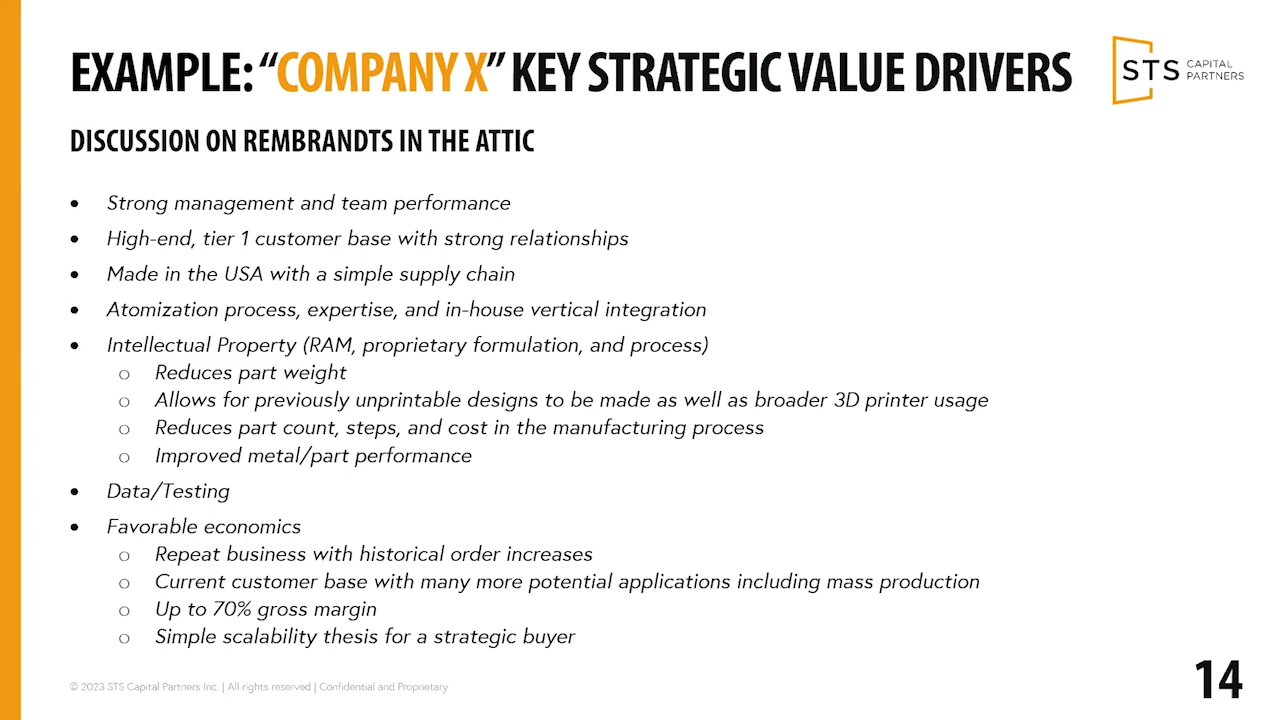 EXAMPLE: “COMPANY X” KEY STRATEGIC VALUE DRIVERS
STS CAPITAL PARTNERS
DISCUSSION ON REMBRANDTS IN THE ATTIC
• Strong management and team performance
• High-end, tier 1 customer base with strong relationships
• Made in the USA with a simple supply chain
• Atomization process, expertise, and in-house vertical integration
• Intellectual Property (RAM, proprietary formulation, and process)
○ Reduces part weight
○ Allows for previously unprintable designs to be made as well as broader 3D printer usage
○ Reduces part count, steps, and cost in the manufacturing process
○ Improved metal/part performance
• Data/Testing
• Favorable economics
○ Repeat business with historical order increases
○ Current customer base with many more potential applications including mass production
○ Up to 70% gross margin
○ Simple scalability thesis for a strategic buyer
© 2023 STS Capital Partners Inc. | All rights reserved | Confidential and Proprietary
14